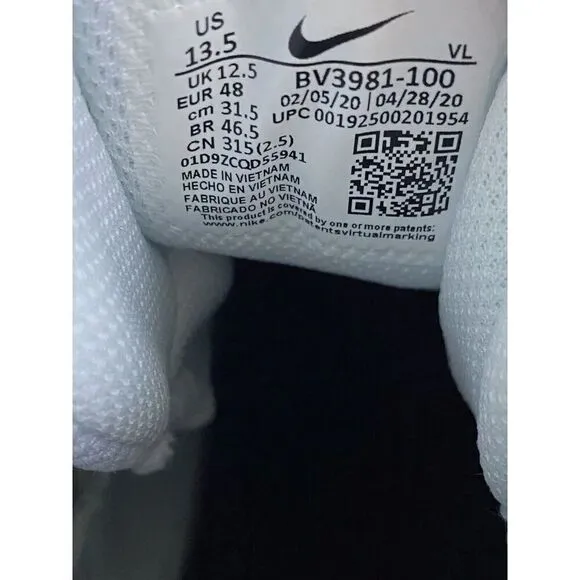 US
13.5
VL
UK 12.5
EUR 48
cm 31.5
BR 46.5
CN 315(2.5)
01D9ZCQD55941
BV3981-100
02/05/20 | 04/28/20
UPC 00192500201954
MADE IN VIETNAM
HECHO EN VIETNAM
FABRIQUE AU VIETNAM
FABRICADO NO VIETNÃ
This product is covered by one or more patents:
www.nike.com/patentsvirtualmarking